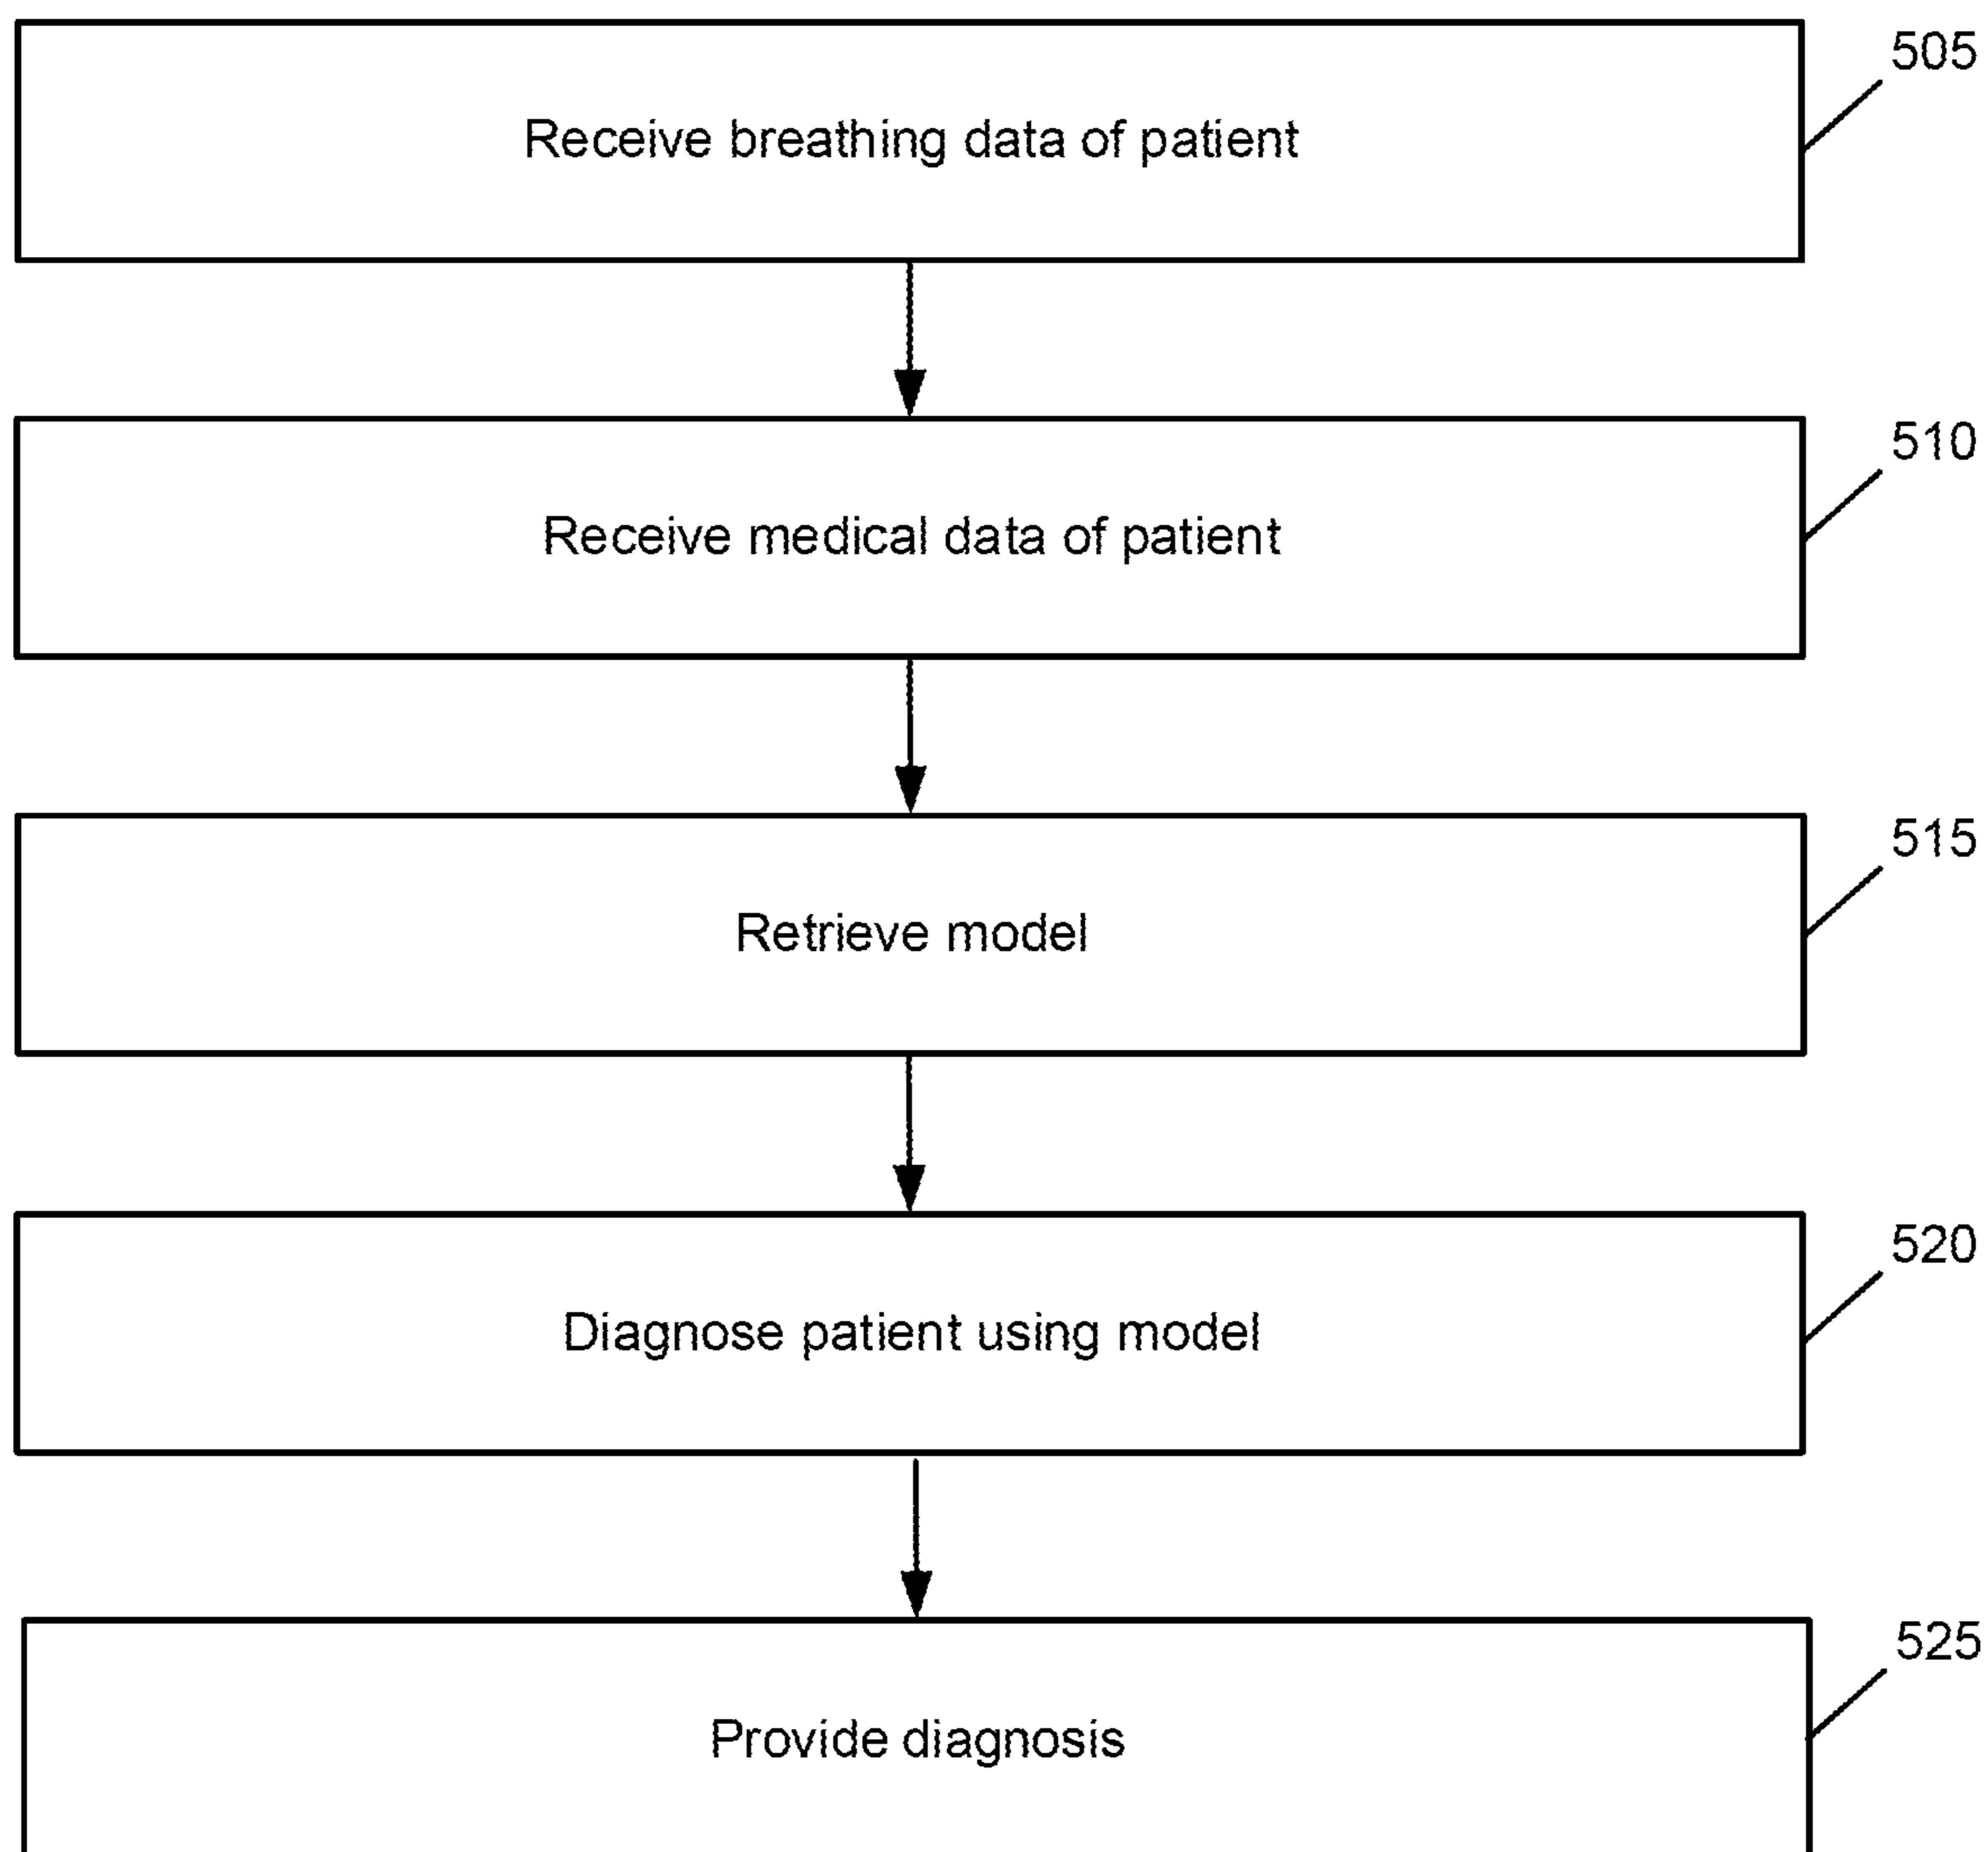 505
Receive breathing data of patient
510
Receive medical data of patient
515
Retrieve model
520
Diagnose patient using model
525
Provide diagnosis